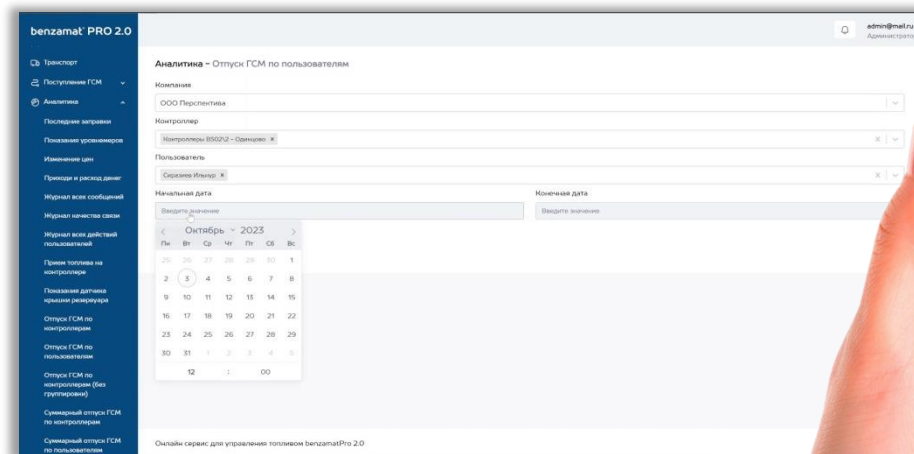 benzamat® PRO 2.0
admin@mail.ru
Администратор
Транспорт
Поступление ГСМ
Аналитика
Последние заправки
Показания уровнемеров
Изменение цен
Приходи и расход денег
Журнал всех сообщений
Журнал качества связи
Журнал всех действий
пользователей
Прием топлива на
контроллере
Показания датчика
крышки резервуара
Отпуск ГСМ по
контроллерам
Отпуск ГСМ по
пользователям
Отпуск ГСМ по
контроллерам (без
группировки)
Суммарный отпуск ГСМ
по контроллерам
Суммарный отпуск ГСМ
по пользователям
Аналитика – Отпуск ГСМ по пользователям
Компания
ООО Перспектива
Контроллер
Контроллеры BS02\2 – Одинцово
Пользователь
Сиразеев Ильнур
Начальная дата
Конечная дата
Введите значение
Введите значение
Октябрь 2023
Пн Вт Ср Чт Пт Сб Вс
25 26 27 28 29 30 1
2 3 4 5 6 7 8
9 10 11 12 13 14 15
16 17 18 19 20 21 22
23 24 25 26 27 28 29
30 31 1 2 3 4 5
12 : 00
Онлайн сервис для управления топливом benzamatPro 2.0